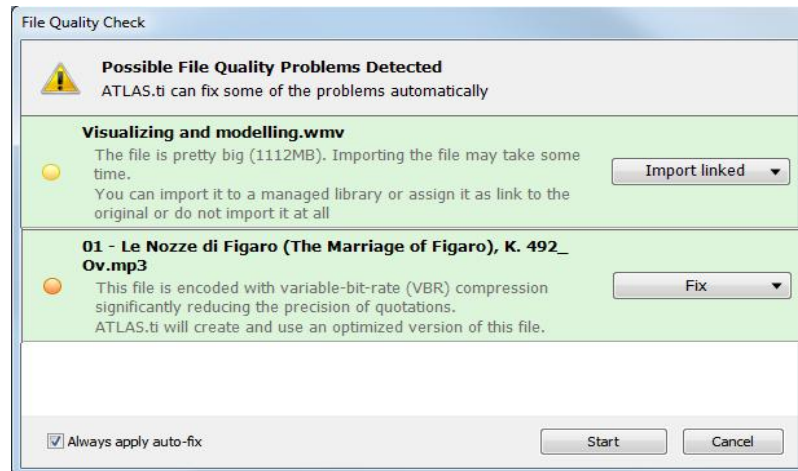 File Quality Check
Possible File Quality Problems Detected
ATLAS.ti can fix some of the problems automatically
Visualizing and modelling.wmv
The file is pretty big (1112MB). Importing the file may take some
time.
You can import it to a managed library or assign it as link to the
original or do not import it at all
Import linked
01 - Le Nozze di Figaro (The Marriage of Figaro), K. 492_
Ov.mp3
This file is encoded with variable-bit-rate (VBR) compression
significantly reducing the precision of quotations.
ATLAS.ti will create and use an optimized version of this file.
Fix
Always apply auto-fix
Start
Cancel